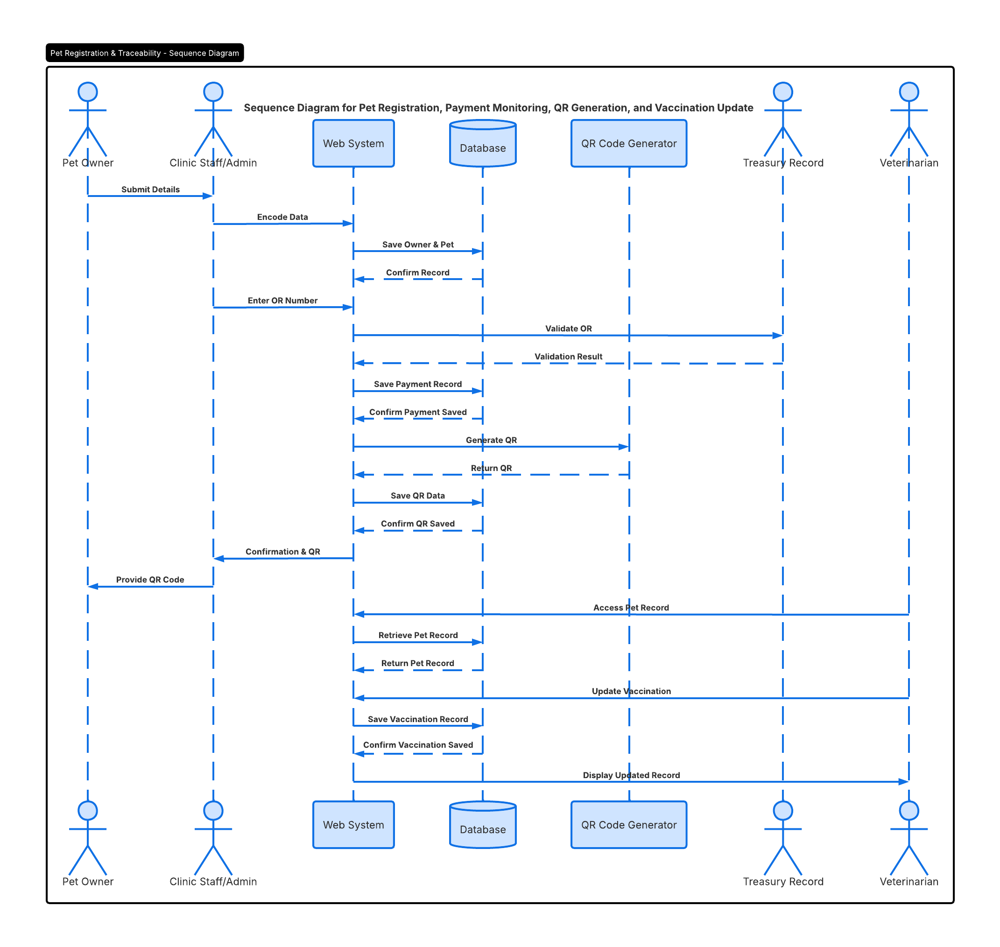 Pet Registration & Traceability - Sequence Diagram
Sequence Diagram for Pet Registration, Payment Monitoring, QR Generation, and Vaccination Update
Pet Owner
Clinic Staff/Admin
Web System
Database
QR Code Generator
Treasury Record
Veterinarian
Submit Details
Encode Data
Save Owner & Pet
Confirm Record
Enter OR Number
Validate OR
Validation Result
Save Payment Record
Confirm Payment Saved
Generate QR
Return QR
Save QR Data
Confirm QR Saved
Confirmation & QR
Provide QR Code
Access Pet Record
Retrieve Pet Record
Return Pet Record
Update Vaccination
Save Vaccination Record
Confirm Vaccination Saved
Display Updated Record
Web System
Database
QR Code Generator
Pet Owner
Clinic Staff/Admin
Treasury Record
Veterinarian